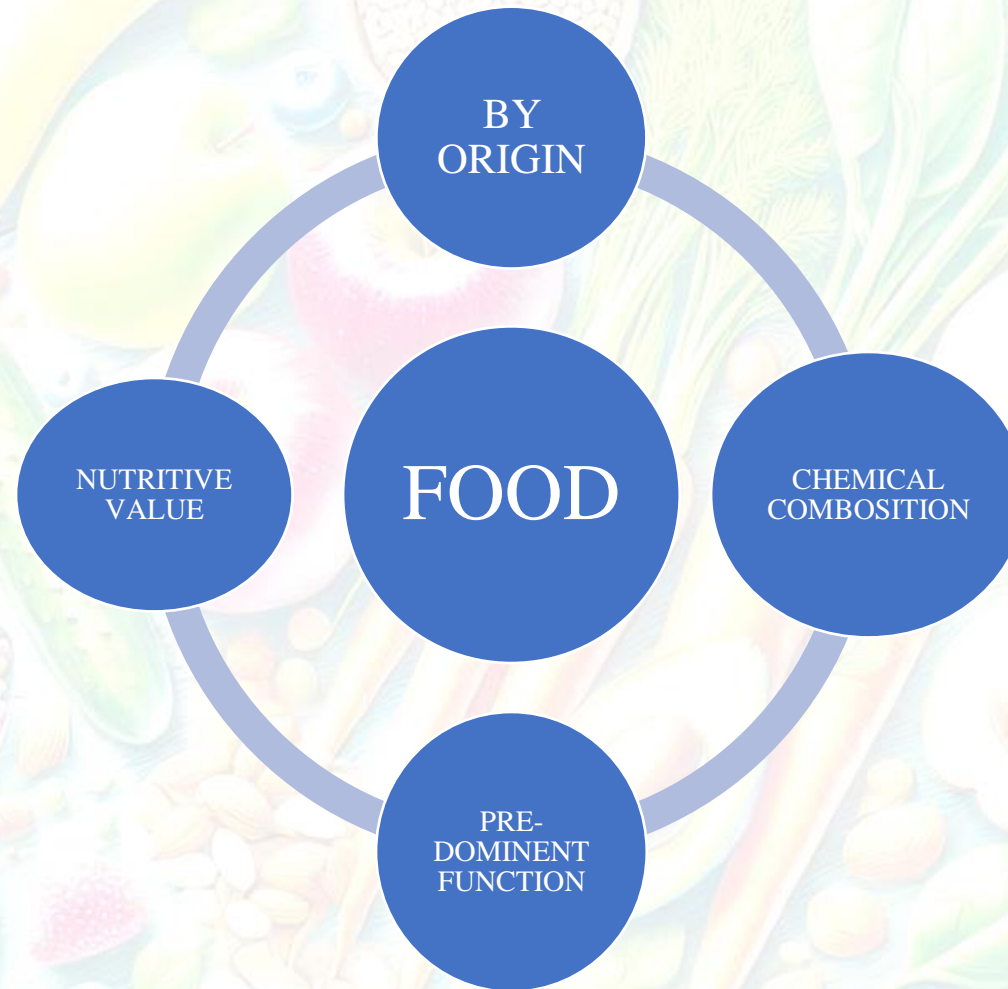 BY
ORIGIN
FOOD
CHEMICAL
COMBOSITION
PRE-
DOMINENT
FUNCTION
NUTRITIVE
VALUE